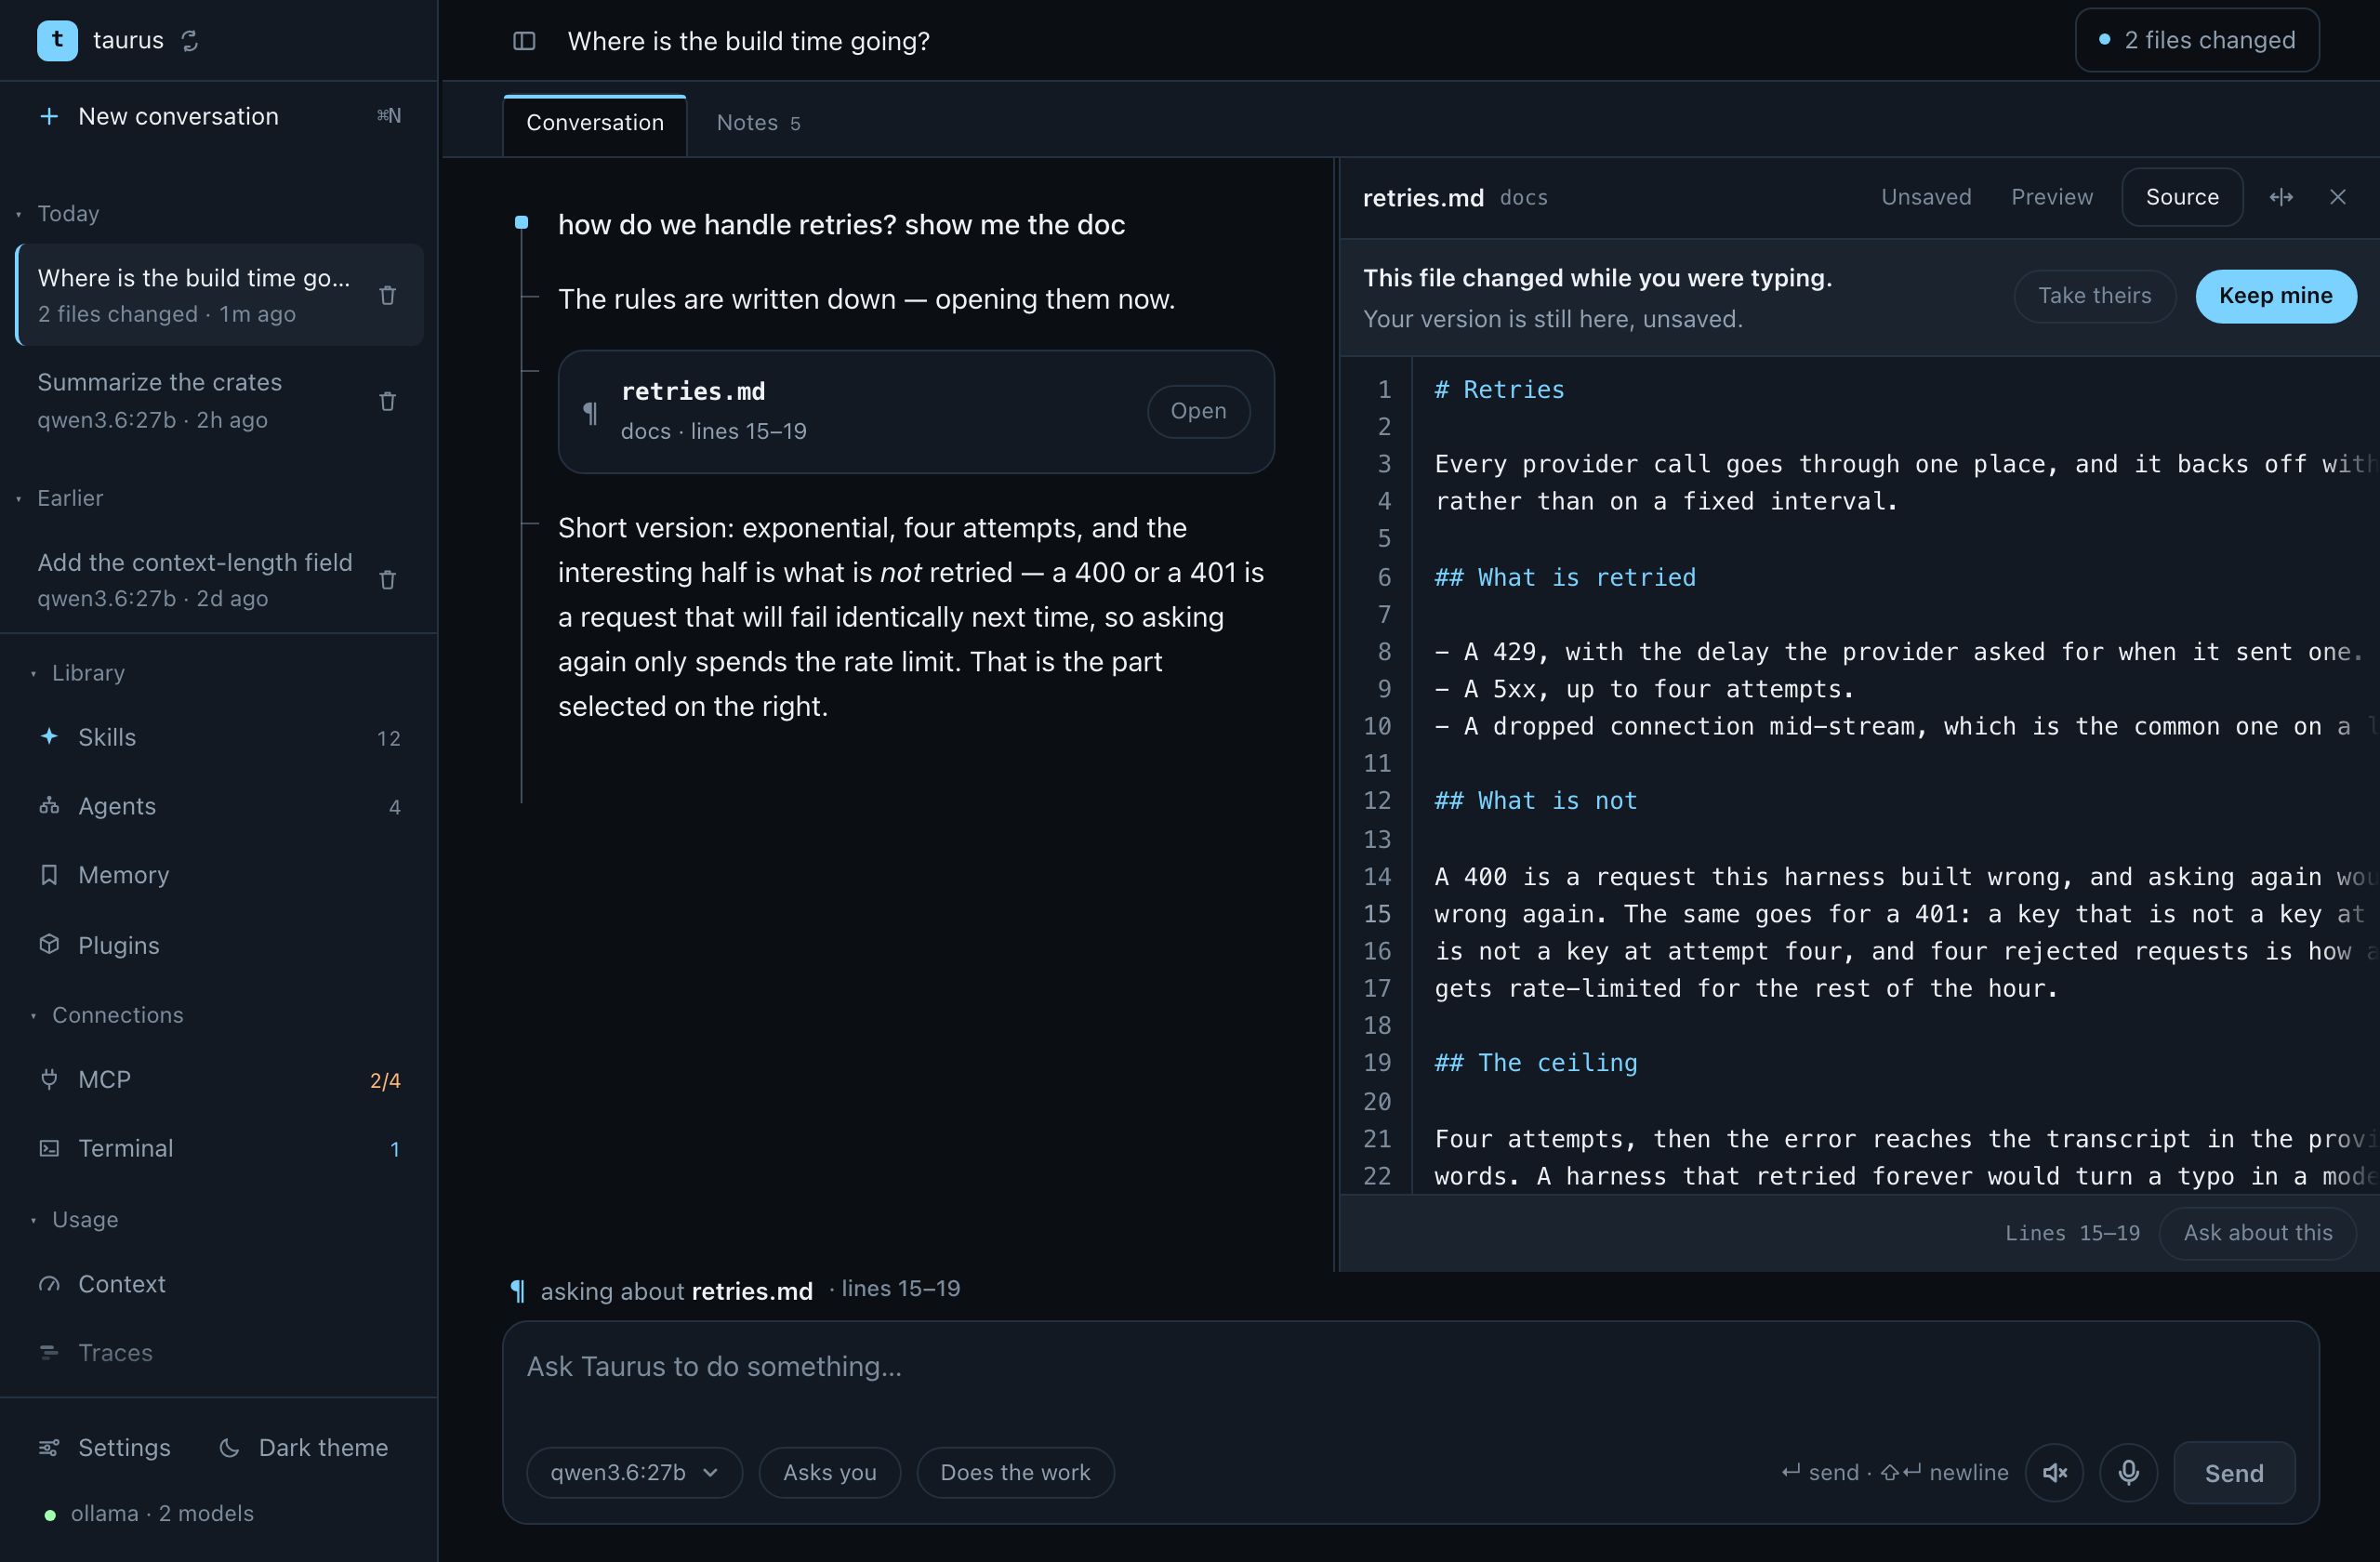 t taurus
New conversation ⌘N
Today
Where is the build time go...
2 files changed · 1m ago
Summarize the crates
qwen3.6:27b · 2h ago
Earlier
Add the context-length field
qwen3.6:27b · 2d ago
Library
Skills 12
Agents 4
Memory
Plugins
Connections
MCP 2/4
Terminal 1
Usage
Context
Traces
Settings Dark theme
ollama · 2 models
Where is the build time going?
2 files changed
Conversation Notes 5
how do we handle retries? show me the doc
The rules are written down — opening them now.
¶ retries.md
docs · lines 15–19
Open
Short version: exponential, four attempts, and the
interesting half is what is not retried — a 400 or a 401 is
a request that will fail identically next time, so asking
again only spends the rate limit. That is the part
selected on the right.
retries.md docs Unsaved Preview Source
This file changed while you were typing.
Your version is still here, unsaved.
Take theirs Keep mine
1 # Retries
2
3 Every provider call goes through one place, and it backs off with
4 rather than on a fixed interval.
5
6 ## What is retried
7
8 - A 429, with the delay the provider asked for when it sent one.
9 - A 5xx, up to four attempts.
10 - A dropped connection mid-stream, which is the common one on a
11
12 ## What is not
13
14 A 400 is a request this harness built wrong, and asking again
15 wrong again. The same goes for a 401: a key that is not a key at
16 is not a key at attempt four, and four rejected requests is how
17 gets rate-limited for the rest of the hour.
18
19 ## The ceiling
20
21 Four attempts, then the error reaches the transcript in the
22 words. A harness that retried forever would turn a typo in a
Lines 15–19 Ask about this
¶ asking about retries.md · lines 15–19
Ask Taurus to do something...
qwen3.6:27b Asks you Does the work
↵ send · ⇧↵ newline Send